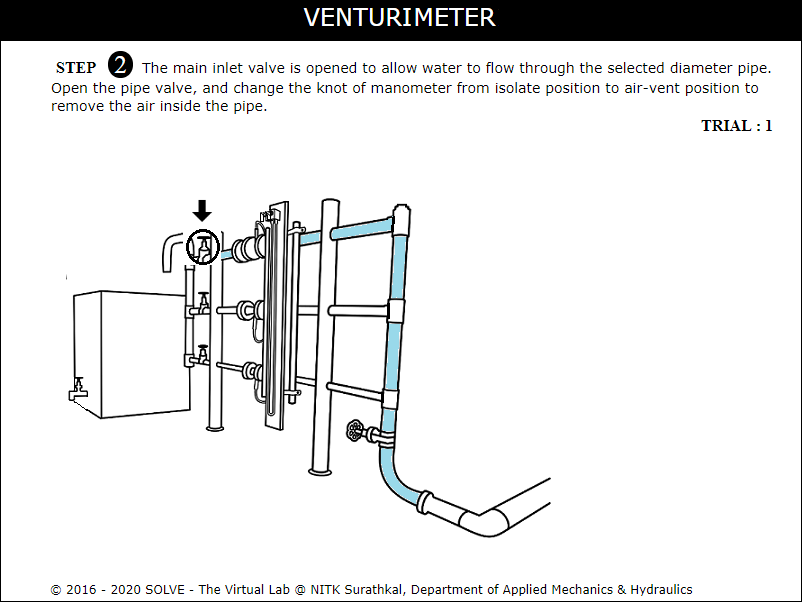 VENTURIMETER
STEP 2 The main inlet valve is opened to allow water to flow through the selected diameter pipe.
Open the pipe valve, and change the knot of manometer from isolate position to air-vent position to
remove the air inside the pipe.
TRIAL : 1
© 2016 - 2020 SOLVE - The Virtual Lab @ NITK Surathkal, Department of Applied Mechanics & Hydraulics